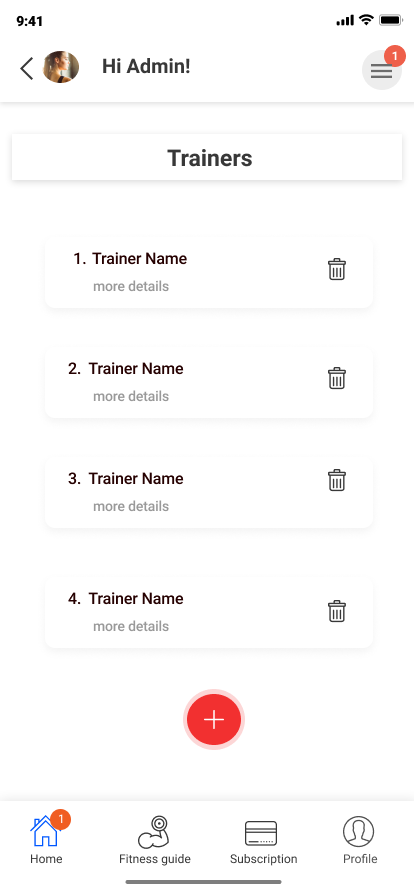 9:41
Hi Admin!
1
Trainers
1. Trainer Name
more details
2. Trainer Name
more details
3. Trainer Name
more details
4. Trainer Name
more details
1
Home Fitness guide Subscription Profile